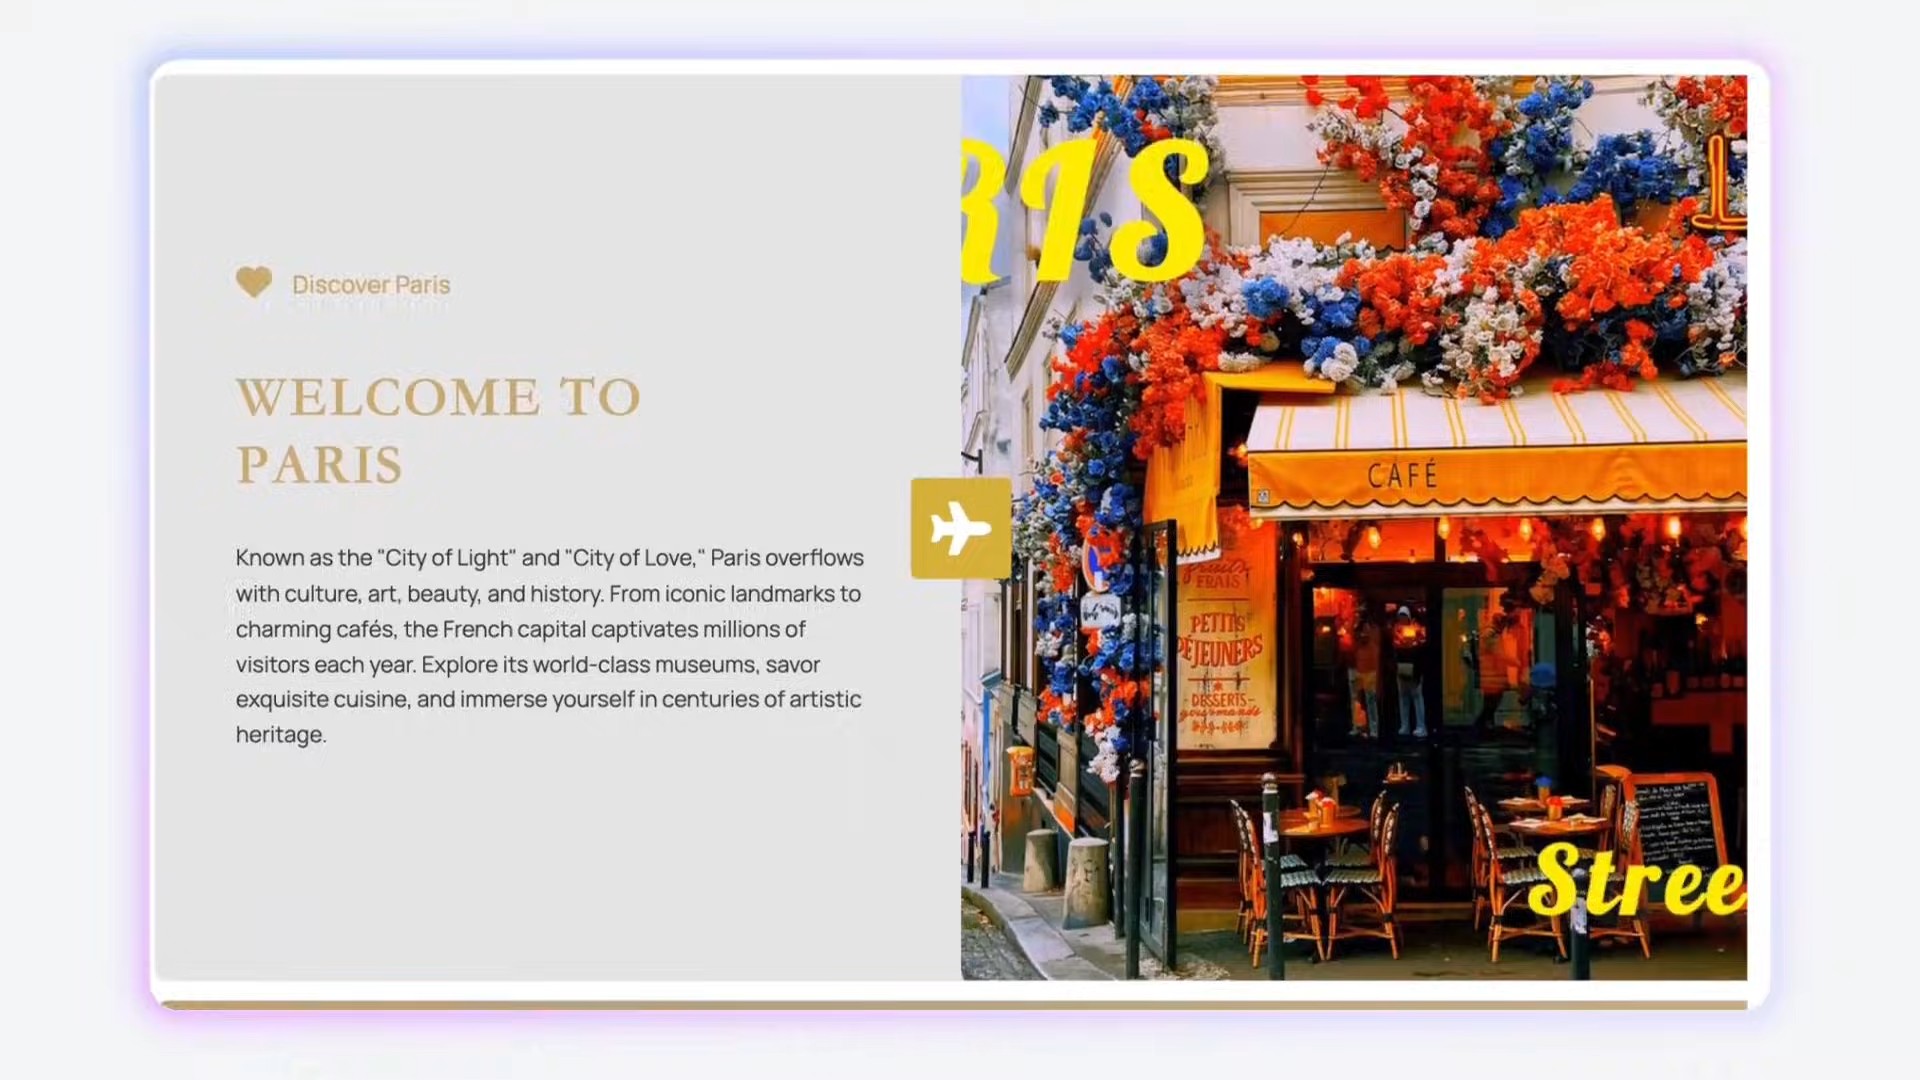 Discover Paris
WELCOME TO
PARIS
Known as the "City of Light" and "City of Love," Paris overflows
with culture, art, beauty, and history. From iconic landmarks to
charming cafés, the French capital captivates millions of
visitors each year. Explore its world-class museums, savor
exquisite cuisine, and immerse yourself in centuries of artistic
heritage.
RIS
CAFÉ
FRAIS
PETITS
DÉJEUNERS
DESSERTS
gourmands
Stree